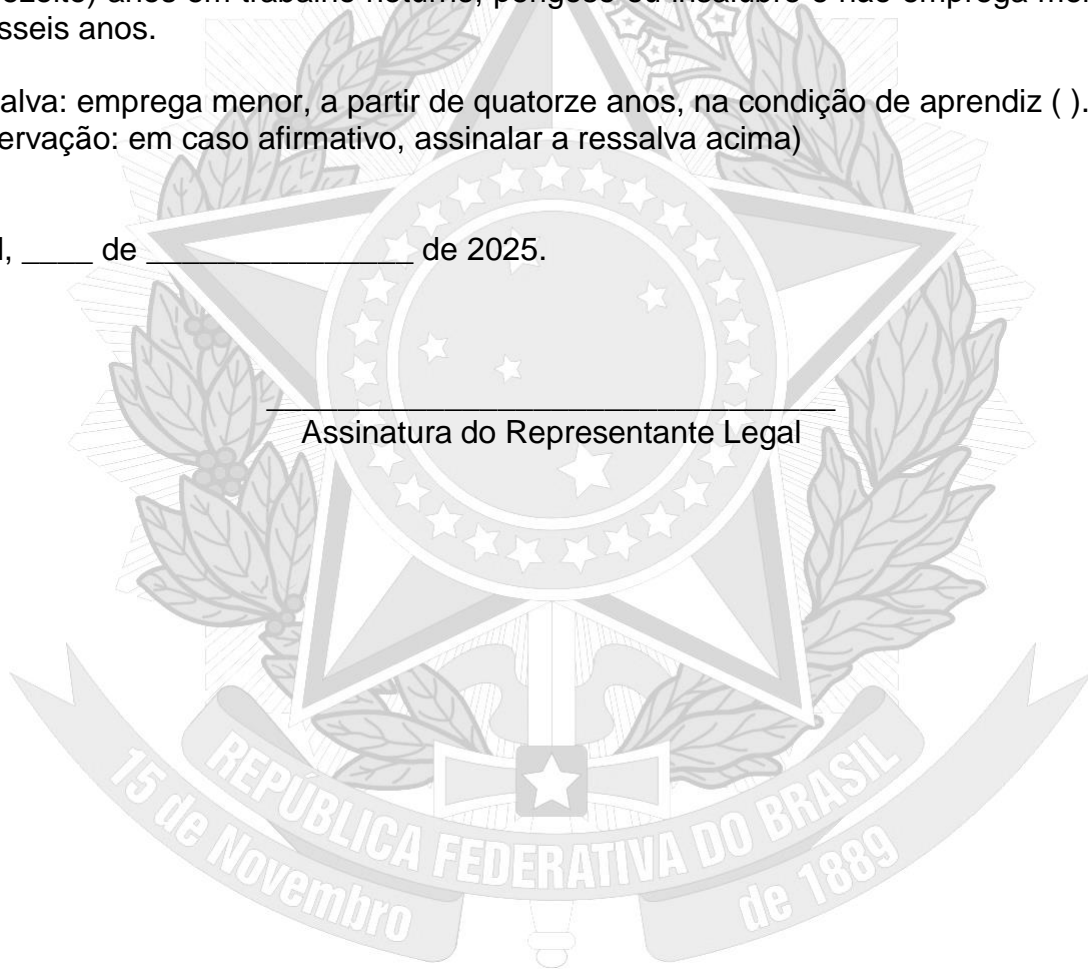 anos em trabalho noturno, perigoso ou insalubre e não emprega
sseis anos.
alva: emprega menor, a partir de quatorze anos, na condição de aprendiz ( ).
ervação: em caso afirmativo, assinalar a ressalva acima)
l, ____ de _______________ de 2025.
________________________________
Assinatura do Representante Legal
REPÚBLICA FEDERATIVA DO BRASIL
15 de Novembro de 1889